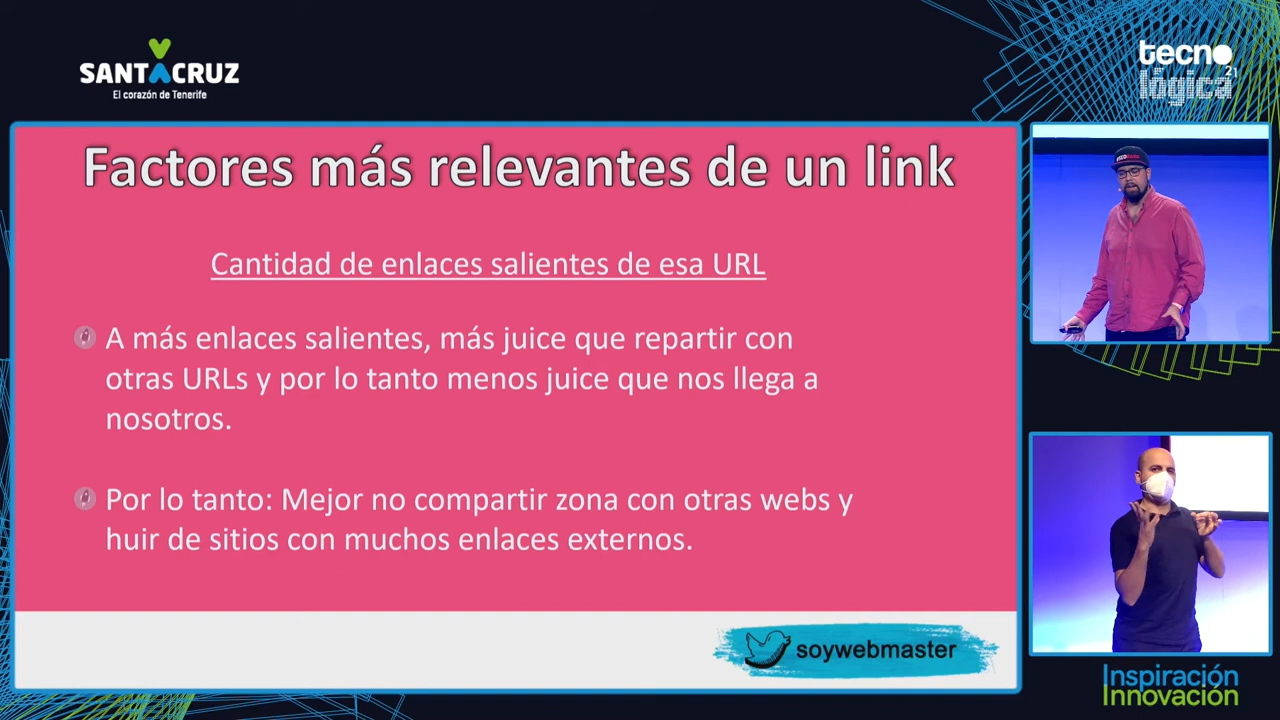 SANTACRUZ
El corazón de Tenerife
tecno
lógica
21
Factores más relevantes de un link
Cantidad de enlaces salientes de esa URL
A más enlaces salientes, más juice que repartir con
otras URLs y por lo tanto menos juice que nos llega a
nosotros.
Por lo tanto: Mejor no compartir zona con otras webs y
huir de sitios con muchos enlaces externos.
soywebmaster
Inspiración
Innovación